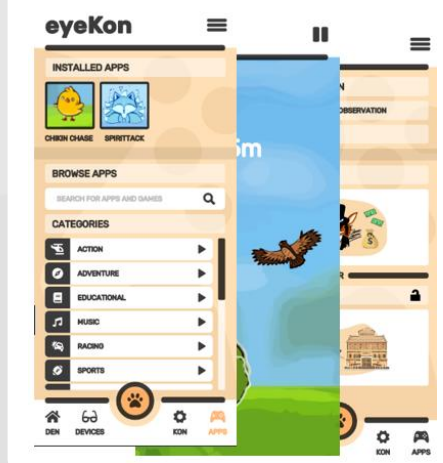 eyeKon
INSTALLED APPS
CHIKIN CHASE
SPIRITTACK
BROWSE APPS
SEARCH FOR APPS AND GAMES
CATEGORIES
ACTION
ADVENTURE
EDUCATIONAL
MUSIC
RACING
SPORTS
DEN
DEVICES
KON
APPS
5m
N
OBSERVATION
R
KON
APPS